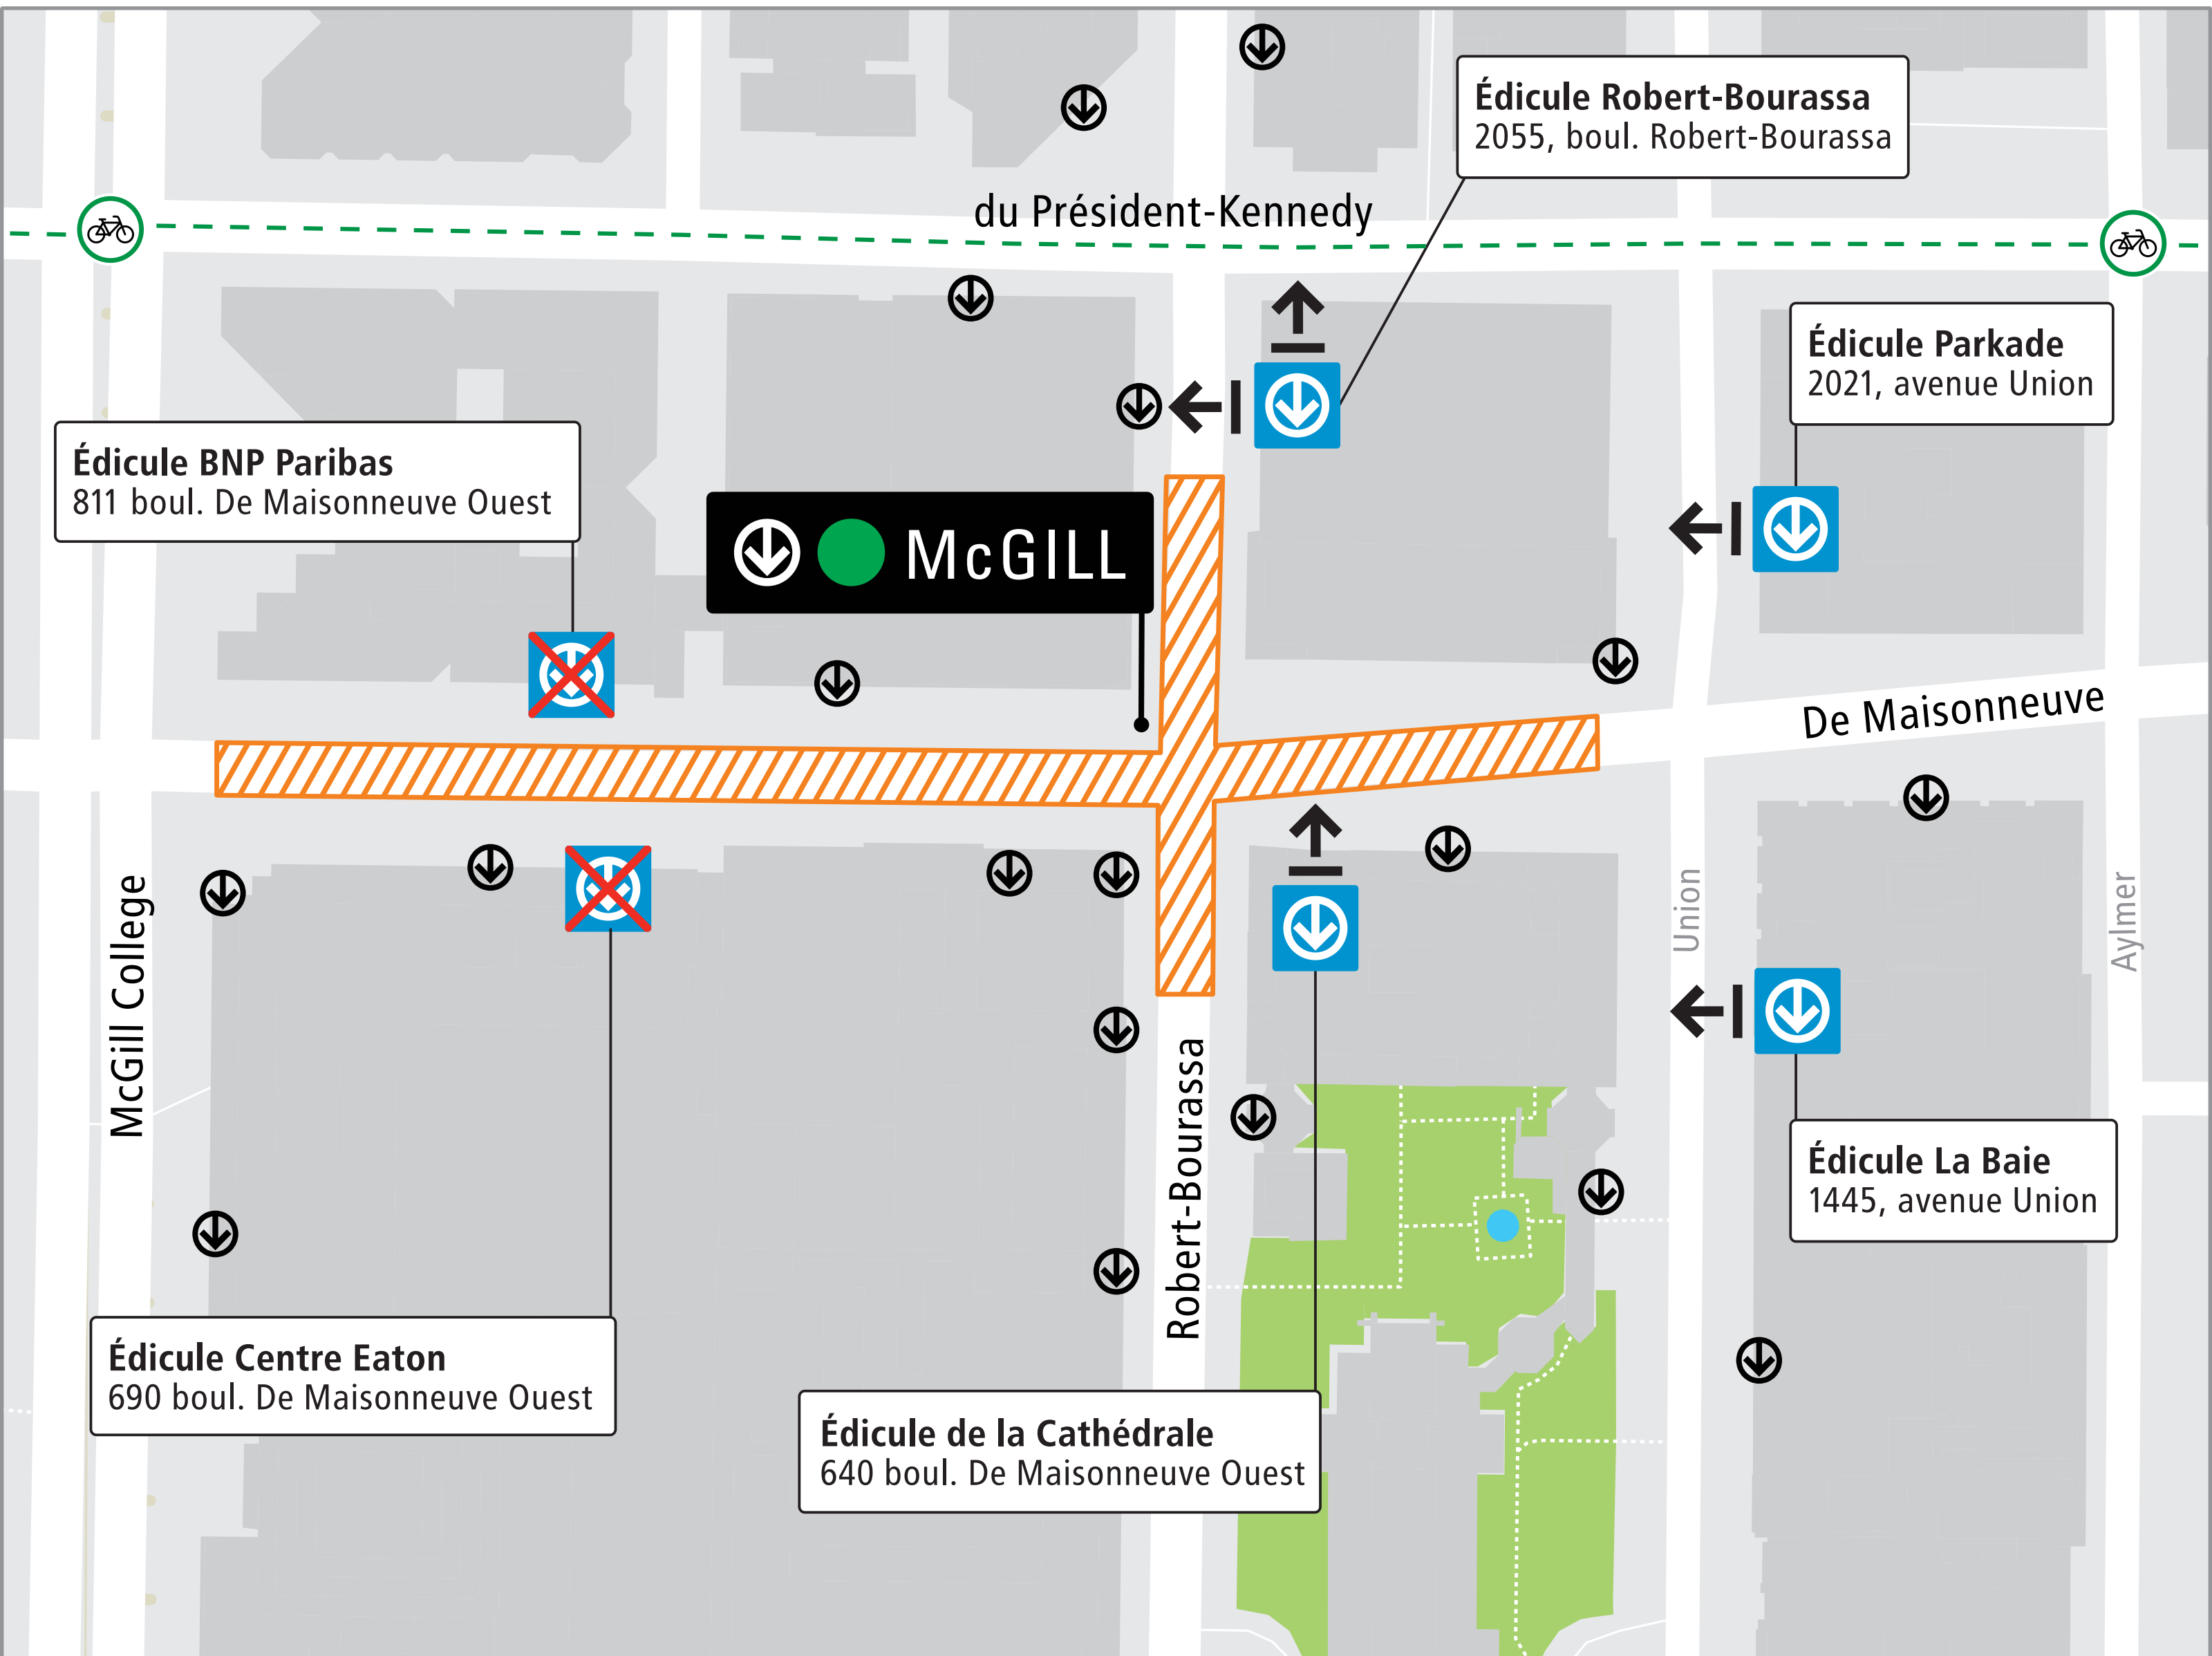 Édicule Robert-Bourassa
2055, boul. Robert-Bourassa
du Président-Kennedy
Édicule Parkade
2021, avenue Union
Édicule BNP Paribas
811 boul. De Maisonneuve Ouest
McGILL
De Maisonneuve
McGill College
Union
Aylmer
Robert-Bourassa
Édicule La Baie
1445, avenue Union
Édicule Centre Eaton
690 boul. De Maisonneuve Ouest
Édicule de la Cathédrale
640 boul. De Maisonneuve Ouest